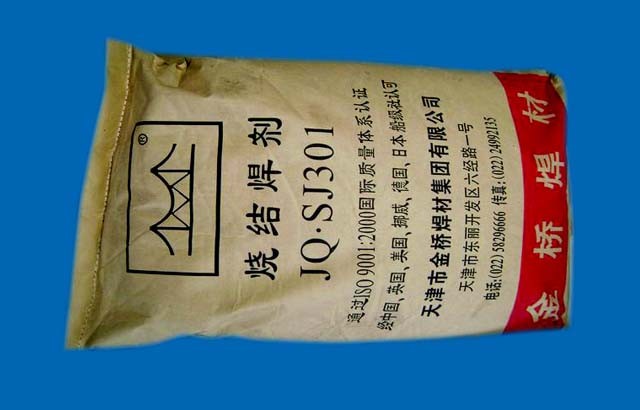 ®
烧结焊剂
JQ·SJ301
通过ISO 9001:2000国际质量体系认证
经中国、英国、美国、挪威、德国、日本船级社认可
天津市金桥焊材集团有限公司
天津市东丽开发区六经路一号
电话:(022) 58296666 传真:(022) 24992135
金桥焊材